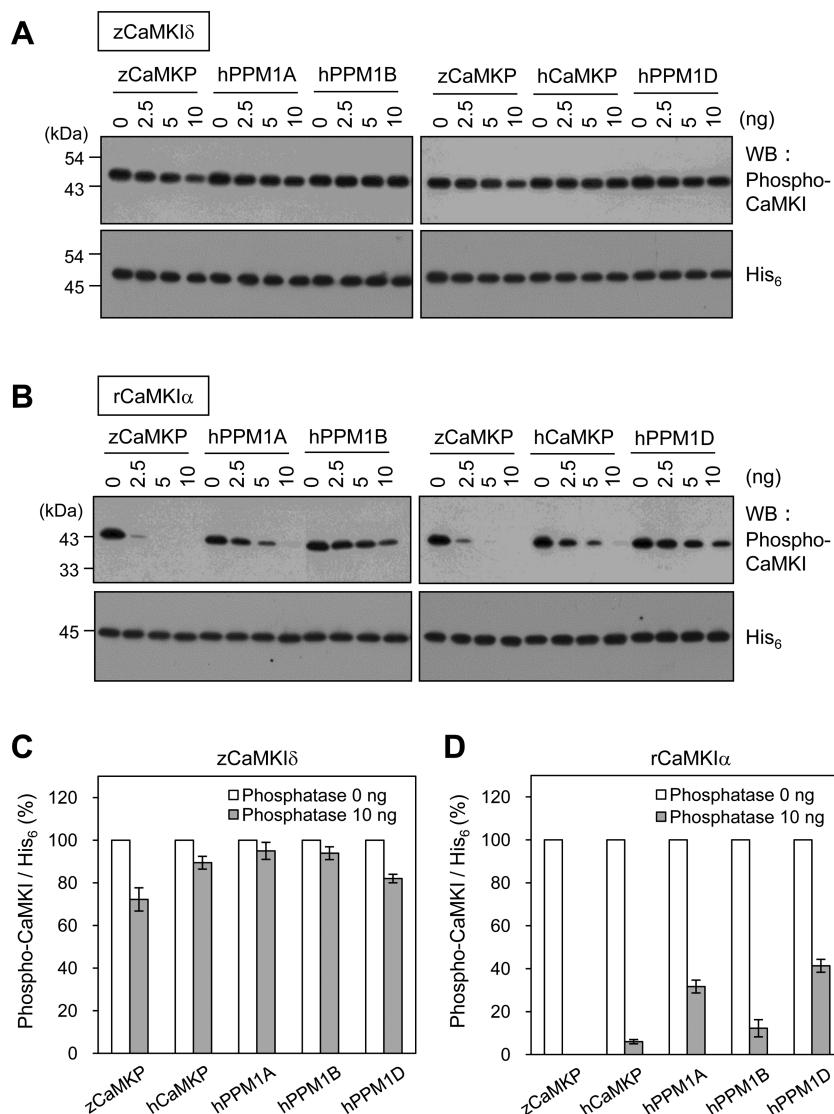 A
zCaMKIδ
zCaMKP hPPM1A hPPM1B zCaMKP hCaMKP hPPM1D
0 2.5 5 10 0 2.5 5 10 0 2.5 5 10 0 2.5 5 10 0 2.5 5 10 0 2.5 5 10 (ng)
(kDa)
54
43
WB :
Phospho-
CaMKI
54
45
His6
B
rCaMKIα
zCaMKP hPPM1A hPPM1B zCaMKP hCaMKP hPPM1D
0 2.5 5 10 0 2.5 5 10 0 2.5 5 10 0 2.5 5 10 0 2.5 5 10 0 2.5 5 10 (ng)
(kDa)
43
33
WB :
Phospho-
CaMKI
45
His6
C
zCaMKIδ
Phospho-CaMKI / His6 (%)
120
100
80
60
40
20
0
Phosphatase 0 ng
Phosphatase 10 ng
zCaMKP hCaMKP hPPM1A hPPM1B hPPM1D
D
rCaMKIα
Phospho-CaMKI / His6 (%)
120
100
80
60
40
20
0
Phosphatase 0 ng
Phosphatase 10 ng
zCaMKP hCaMKP hPPM1A hPPM1B hPPM1D